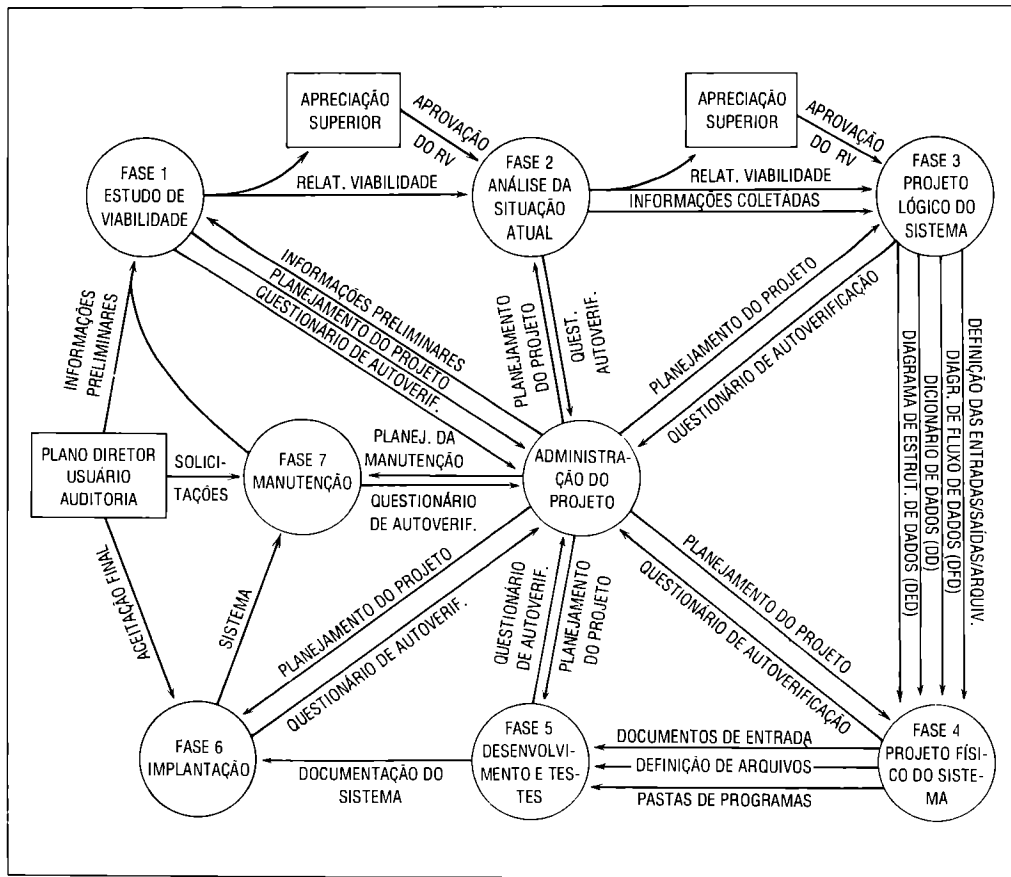 APRECIAÇÃO
SUPERIOR
APROVAÇÃO
DO RV
APRECIAÇÃO
SUPERIOR
APROVAÇÃO
DO RV
FASE 1
ESTUDO DE
VIABILIDADE
RELAT. VIABILIDADE
FASE 2
ANÁLISE DA
SITUAÇÃO
ATUAL
RELAT. VIABILIDADE
INFORMAÇÕES COLETADAS
FASE 3
PROJETO
LÓGICO DO
SISTEMA
INFORMAÇÕES
PRELIMINARES
INFORMAÇÕES PRELIMINARES
PLANEJAMENTO DO PROJETO
QUESTIONÁRIO DE AUTOVERIF.
PLANEJAMENTO
DO PROJETO
QUEST.
AUTOVERIF.
PLANEJAMENTO DO PROJETO
QUESTIONÁRIO DE AUTOVERIFICAÇÃO
DIAGRAMA DE ESTRUT. DE DADOS (DED)
DICIONÁRIO DE DADOS (DD)
DIAGR. DE FLUXO DE DADOS (DFD)
DEFINIÇÃO DAS ENTRADAS/SAÍDAS/ARQUIV.
PLANO DIRETOR
USUÁRIO
AUDITORIA
SOLICI-
TAÇÕES
FASE 7
MANUTENÇÃO
PLANEJ. DA
MANUTENÇÃO
QUESTIONÁRIO
DE AUTOVERIF.
ADMINISTRA-
ÇÃO DO
PROJETO
ACEITAÇÃO FINAL
SISTEMA
PLANEJAMENTO DO PROJETO
QUESTIONÁRIO DE AUTOVERIF.
QUESTIONÁRIO
DE AUTOVERIF.
PLANEJAMENTO
DO PROJETO
PLANEJAMENTO DO PROJETO
QUESTIONÁRIO DE AUTOVERIFICAÇÃO
FASE 6
IMPLANTAÇÃO
DOCUMENTAÇÃO DO
SISTEMA
FASE 5
DESENVOLVI-
MENTO E TES-
TES
DOCUMENTOS DE ENTRADA
DEFINIÇÃO DE ARQUIVOS
PASTAS DE PROGRAMAS
FASE 4
PROJETO FÍSI-
CO DO SISTE-
MA